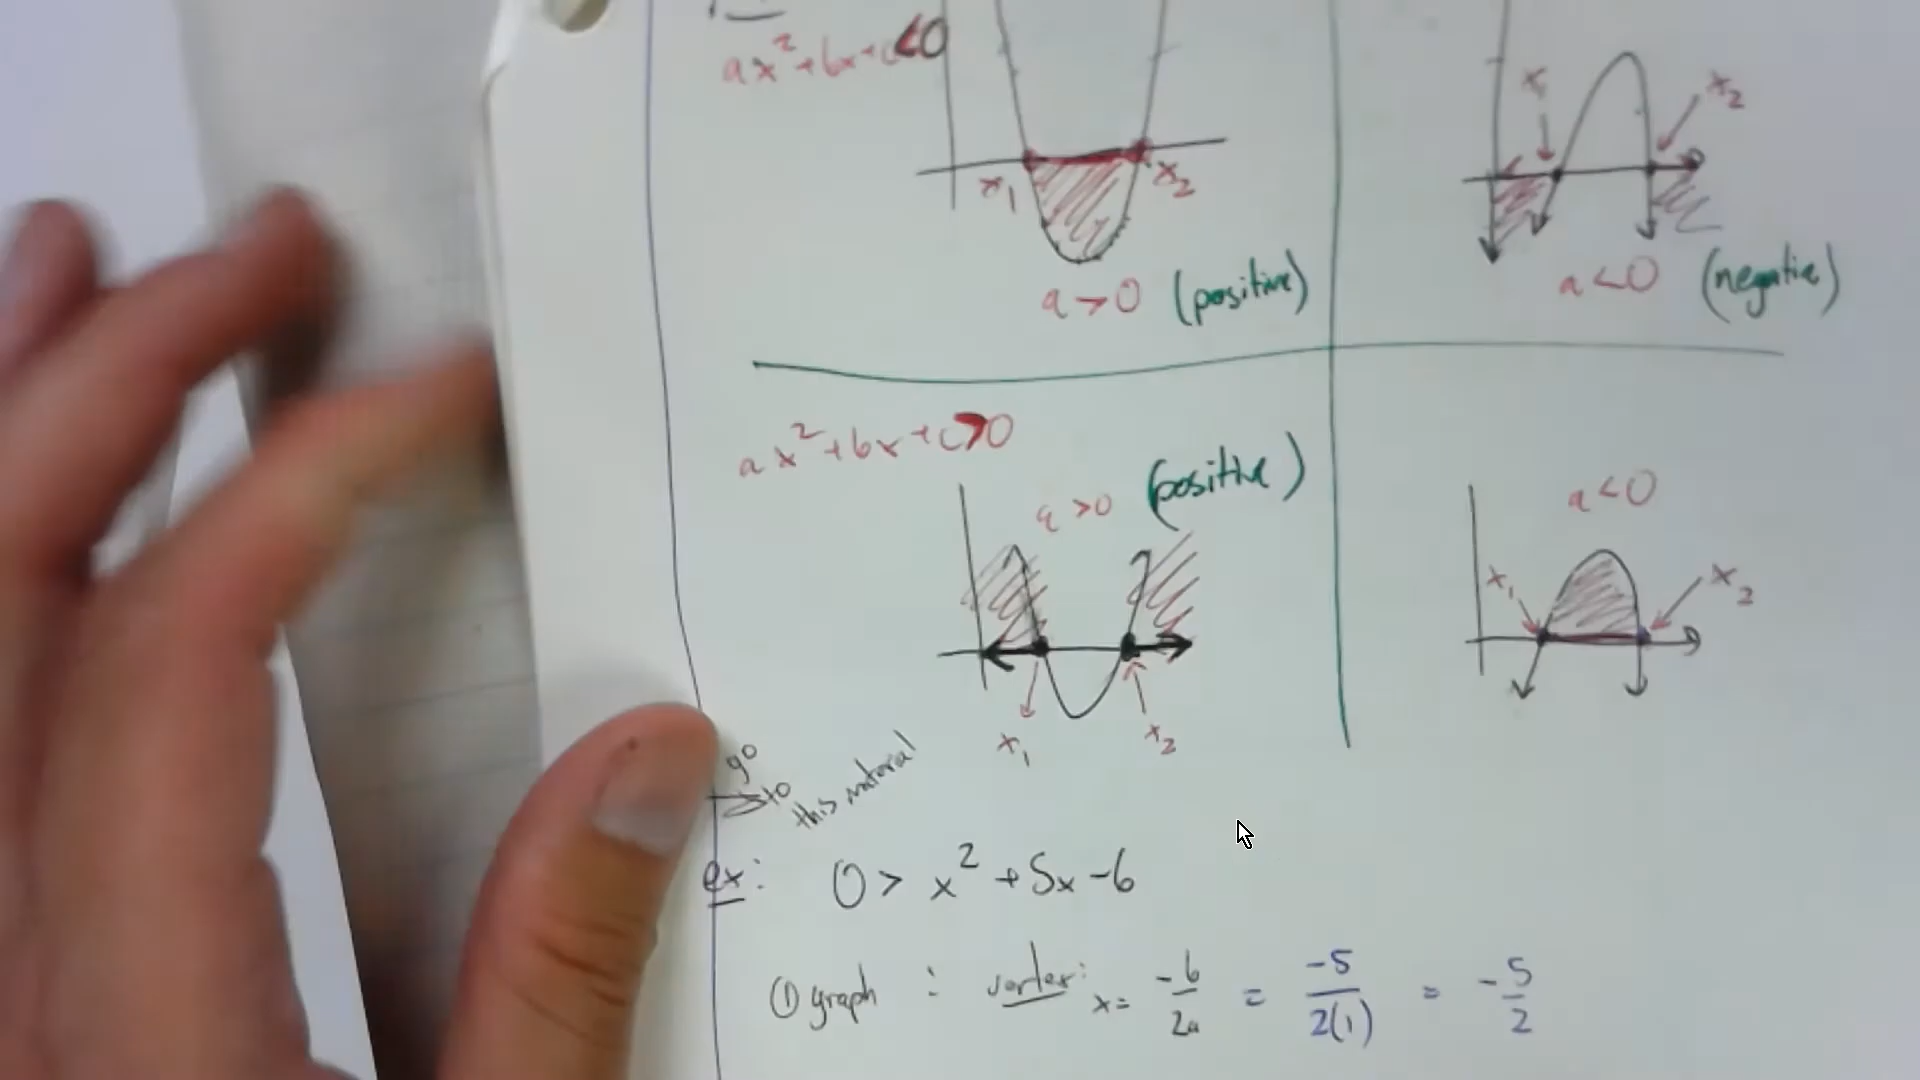 ax²+bx+c<0
x₁
x₂
a>0 (positive)
x₁
x₂
a<0 (negative)
ax²+bx+c>0
a>0 (positive)
x₁
x₂
a<0
x₁
x₂
go
to
this material
ex: 0 > x² + 5x - 6
① graph : vertex: x = -b/2a = -5/2(1) = -5/2